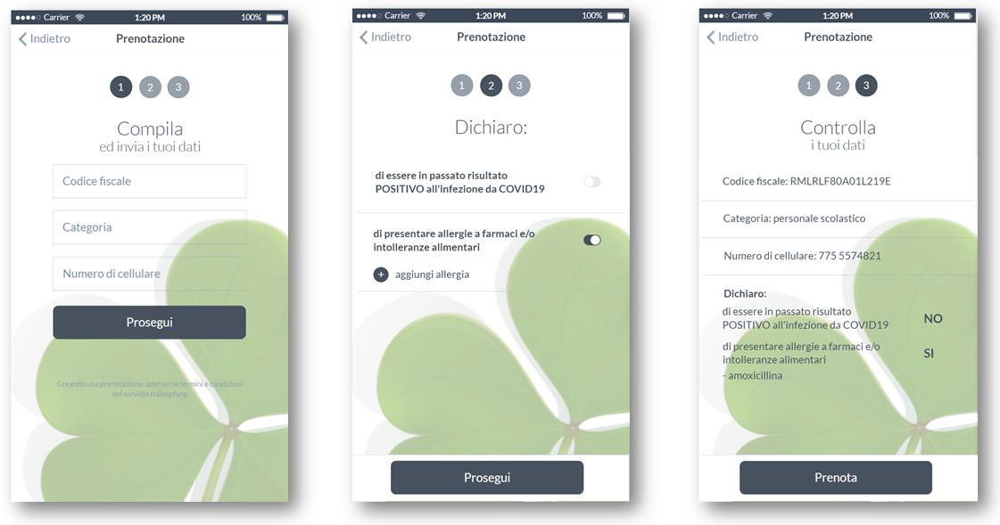 Carrier 1:20 PM 100%
Indietro Prenotazione
1 2 3
Compila
ed invia i tuoi dati
Codice fiscale
Categoria
Numero di cellulare
Prosegui
Creando una prenotazione, aderisci ai termini e condizioni
del servizio Italimpfung
Carrier 1:20 PM 100%
Indietro Prenotazione
1 2 3
Dichiaro:
di essere in passato risultato
POSITIVO all'infezione da COVID19
di presentare allergie a farmaci e/o
intolleranze alimentari
+ aggiungi allergia
Prosegui
Carrier 1:20 PM 100%
Indietro Prenotazione
1 2 3
Controlla
i tuoi dati
Codice fiscale: RMLRLF80A01L219E
Categoria: personale scolastico
Numero di cellulare: 775 5574821
Dichiaro:
di essere in passato risultato
POSITIVO all'infezione da COVID19 NO
di presentare allergie a farmaci e/o
intolleranze alimentari SI
- amoxicillina
Prenota